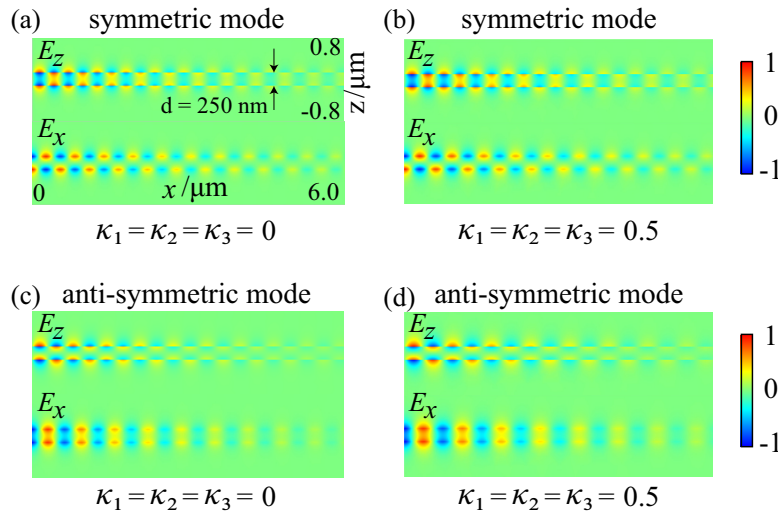 (a) symmetric mode
E_z
0.8
d = 250 nm
z/μm
-0.8
E_x
0 x /μm 6.0
κ₁ = κ₂ = κ₃ = 0
(b) symmetric mode
E_z
E_x
κ₁ = κ₂ = κ₃ = 0.5
1
0
-1
(c) anti-symmetric mode
E_z
E_x
κ₁ = κ₂ = κ₃ = 0
(d) anti-symmetric mode
E_z
E_x
κ₁ = κ₂ = κ₃ = 0.5
1
0
-1